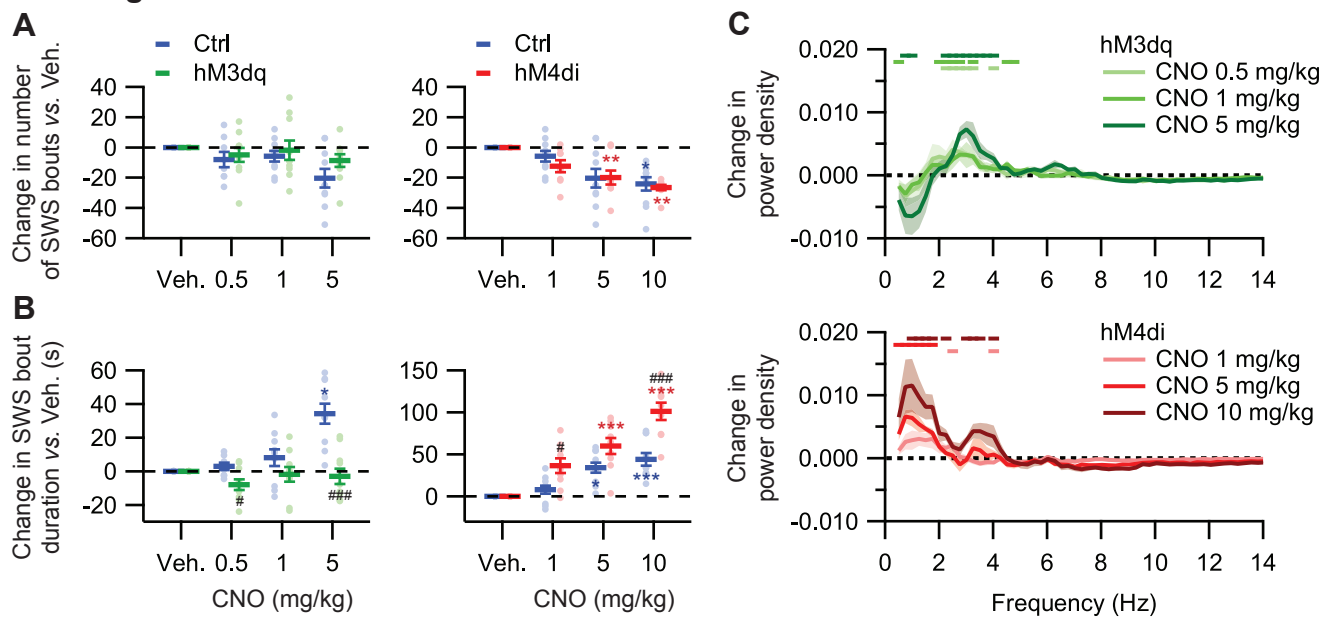 A
Change in number
of SWS bouts vs. Veh.
Ctrl
hM3dq
40
20
0
-20
-40
-60
Veh. 0.5 1 5
Ctrl
hM4di
40
20
0
-20
-40
-60
**
*
**
Veh. 1 5 10
B
Change in SWS bout
duration vs. Veh. (s)
60
40
20
0
-20
*
#
###
Veh. 0.5 1 5
CNO (mg/kg)
150
100
50
0
#
***
*
###
***
***
Veh. 1 5 10
CNO (mg/kg)
C
Change in
power density
0.020
0.010
0.000
-0.010
hM3dq
CNO 0.5 mg/kg
CNO 1 mg/kg
CNO 5 mg/kg
0 2 4 6 8 10 12 14
Change in
power density
0.020
0.010
0.000
-0.010
hM4di
CNO 1 mg/kg
CNO 5 mg/kg
CNO 10 mg/kg
0 2 4 6 8 10 12 14
Frequency (Hz)